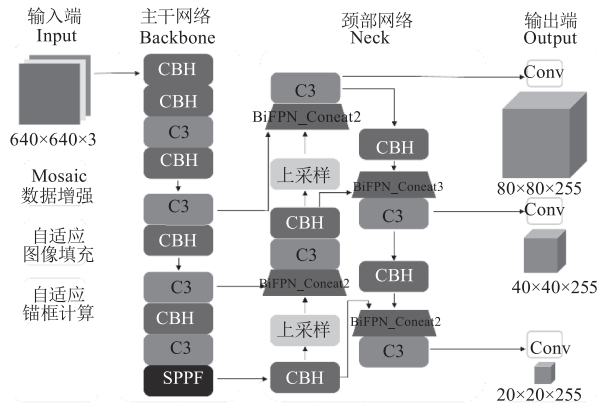 输入端
Input
640×640×3
Mosaic
数据增强
自适应
图像填充
自适应
锚框计算
主干网络
Backbone
CBH
CBH
C3
CBH
C3
CBH
C3
CBH
C3
SPPF
颈部网络
Neck
C3
BiFPN_Concat2
上采样
CBH
C3
BiFPN_Concat2
上采样
CBH
CBH
BiFPN_Concat3
C3
CBH
BiFPN_Concat2
C3
输出端
Output
Conv
80×80×255
Conv
40×40×255
Conv
20×20×255